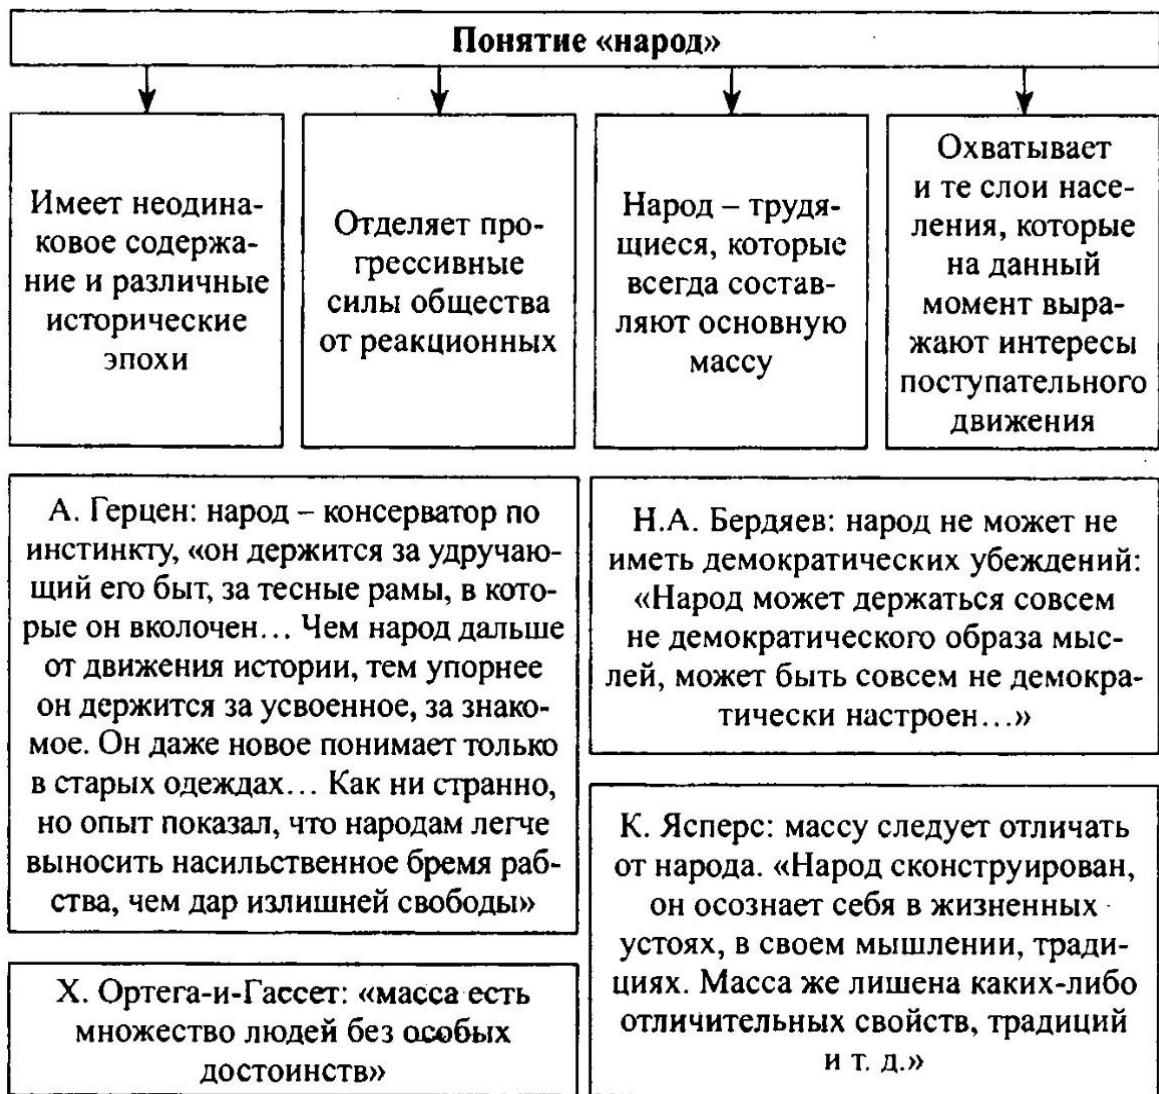 Понятие «народ»
Имеет неодина-
ковое содержа-
ние и различные
исторические
эпохи
Отделяет про-
грессивные
силы общества
от реакционных
Народ – трудя-
щиеся, которые
всегда состав-
ляют основную
массу
Охватывает
и те слои насе-
ления, которые
на данный
момент выра-
жают интересы
поступательного
движения
А. Герцен: народ – консерватор по
инстинкту, «он держится за удручаю-
щий его быт, за тесные рамы, в кото-
рые он вколочен… Чем народ дальше
от движения истории, тем упорнее
он держится за усвоенное, за знако-
мое. Он даже новое понимает только
в старых одеждах… Как ни странно,
но опыт показал, что народам легче
выносить насильственное бремя раб-
ства, чем дар излишней свободы»
Х. Ортега-и-Гассет: «масса есть
множество людей без особых
достоинств»
Н.А. Бердяев: народ не может не
иметь демократических убеждений:
«Народ может держаться совсем
не демократического образа мыс-
лей, может быть совсем не демокра-
тически настроен…»
К. Ясперс: массу следует отличать
от народа. «Народ сконструирован,
он осознает себя в жизненных
устоях, в своем мышлении, тради-
циях. Масса же лишена каких-либо
отличительных свойств, традиций
и т. д.»